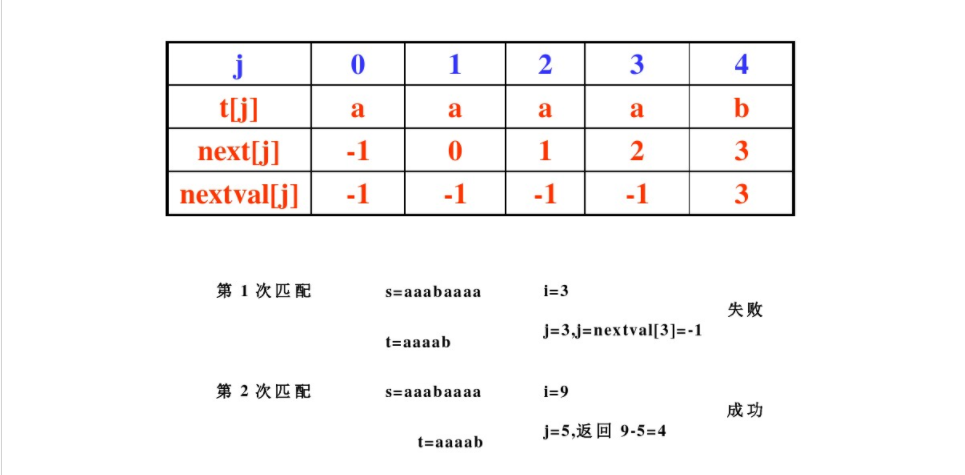 j 0 1 2 3 4
t[j] a a a a b
next[j] -1 0 1 2 3
nextval[j] -1 -1 -1 -1 3
第 1 次匹配 s=aaabaaaa i=3
失败
t=aaaab j=3,j=nextval[3]=-1
第 2 次匹配 s=aaabaaaa i=9
成功
t=aaaab j=5,返回 9-5=4